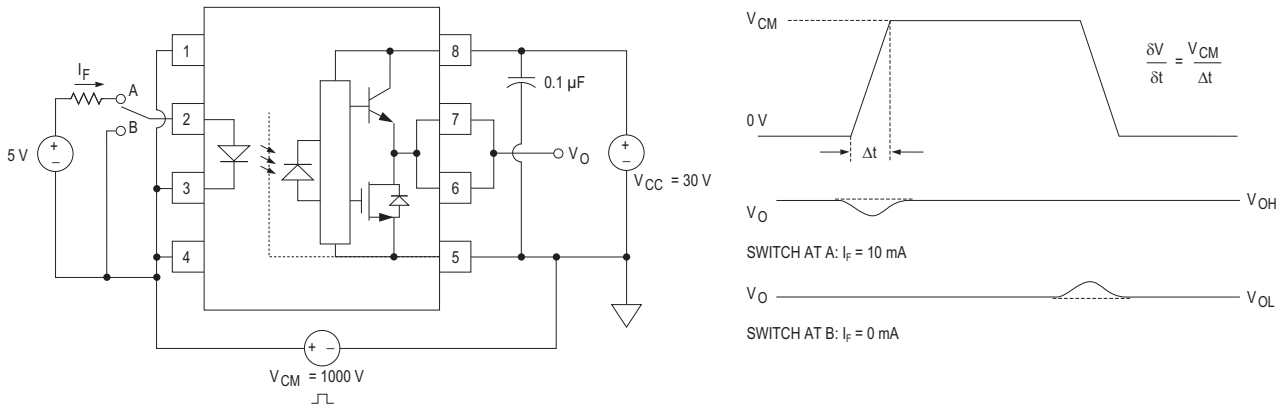 1
8
I_F
A
0.1 µF
2
7
B
5 V
+
−
V_O
+
−
3
6
V_CC = 30 V
4
5
+ −
V_CM = 1000 V
V_CM
δV/δt = V_CM/Δt
0 V
Δt
V_O
V_OH
SWITCH AT A: I_F = 10 mA
V_O
V_OL
SWITCH AT B: I_F = 0 mA